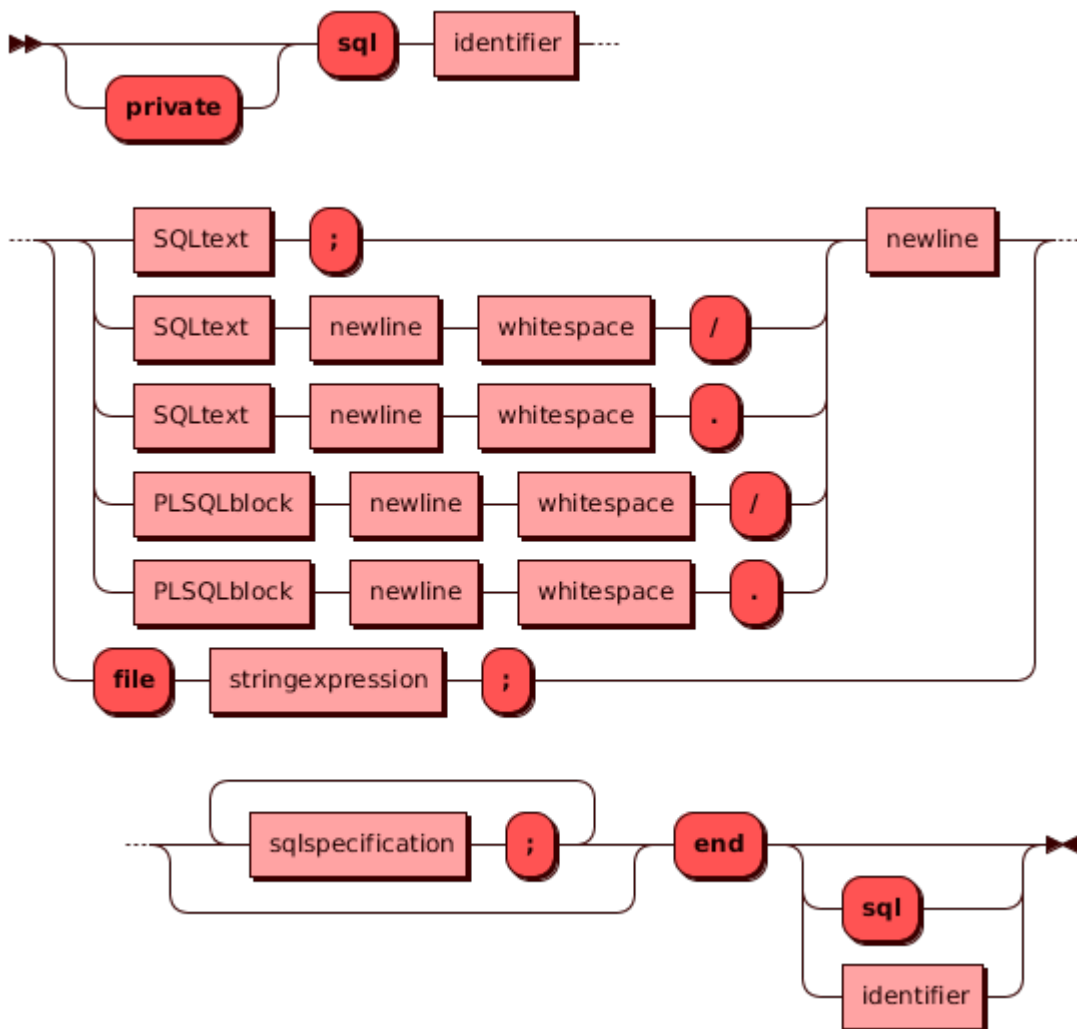 sql identifier
private
SQLtext ; newline
SQLtext newline whitespace /
SQLtext newline whitespace .
PLSQLblock newline whitespace /
PLSQLblock newline whitespace .
file stringexpression ;
sqlspecification ; end
sql
identifier